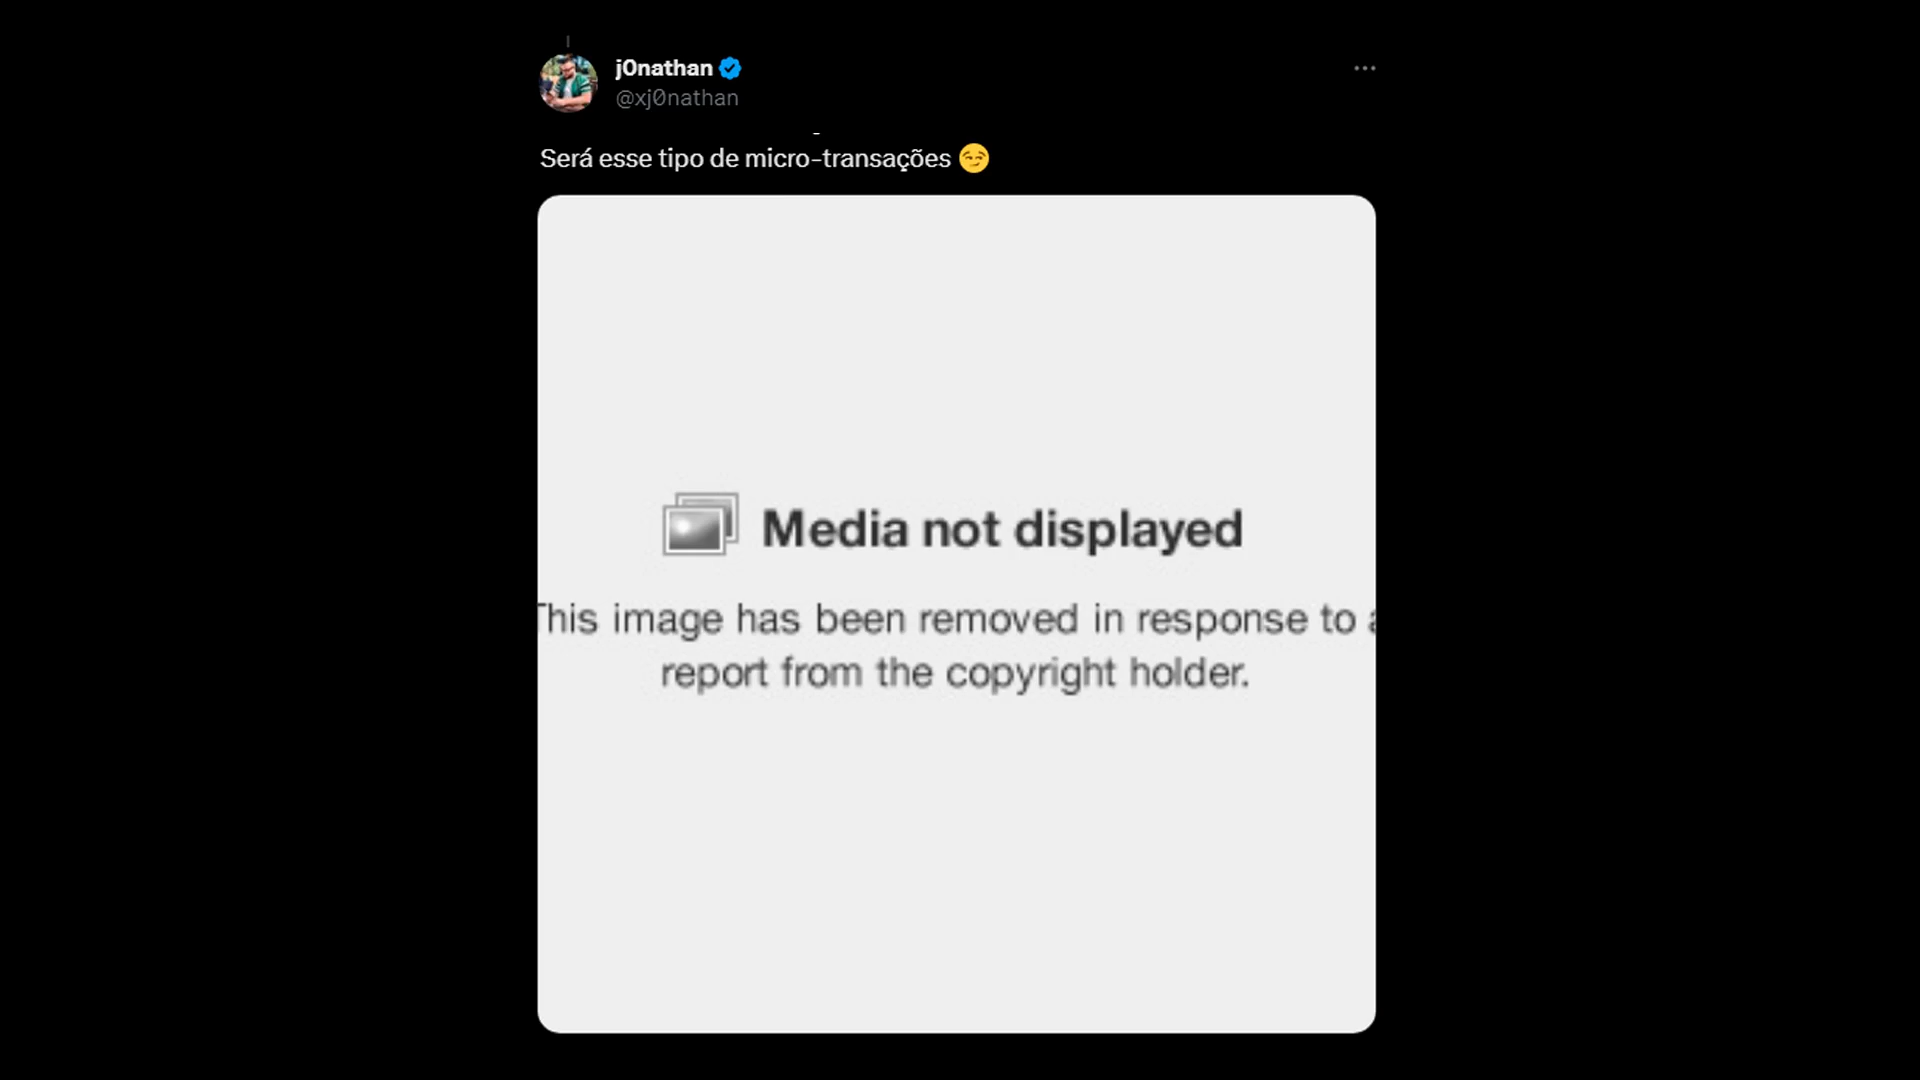 j0nathan
@xj0nathan
Será esse tipo de micro-transações 😏
Media not displayed
This image has been removed in response to a
report from the copyright holder.